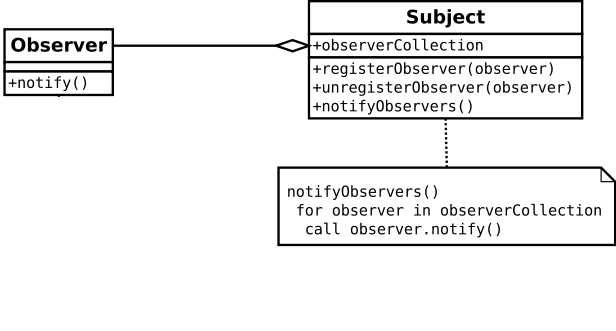 Observer
+notify()
Subject
+observerCollection
+registerObserver(observer)
+unregisterObserver(observer)
+notifyObservers()
notifyObservers()
for observer in observerCollection
call observer.notify()